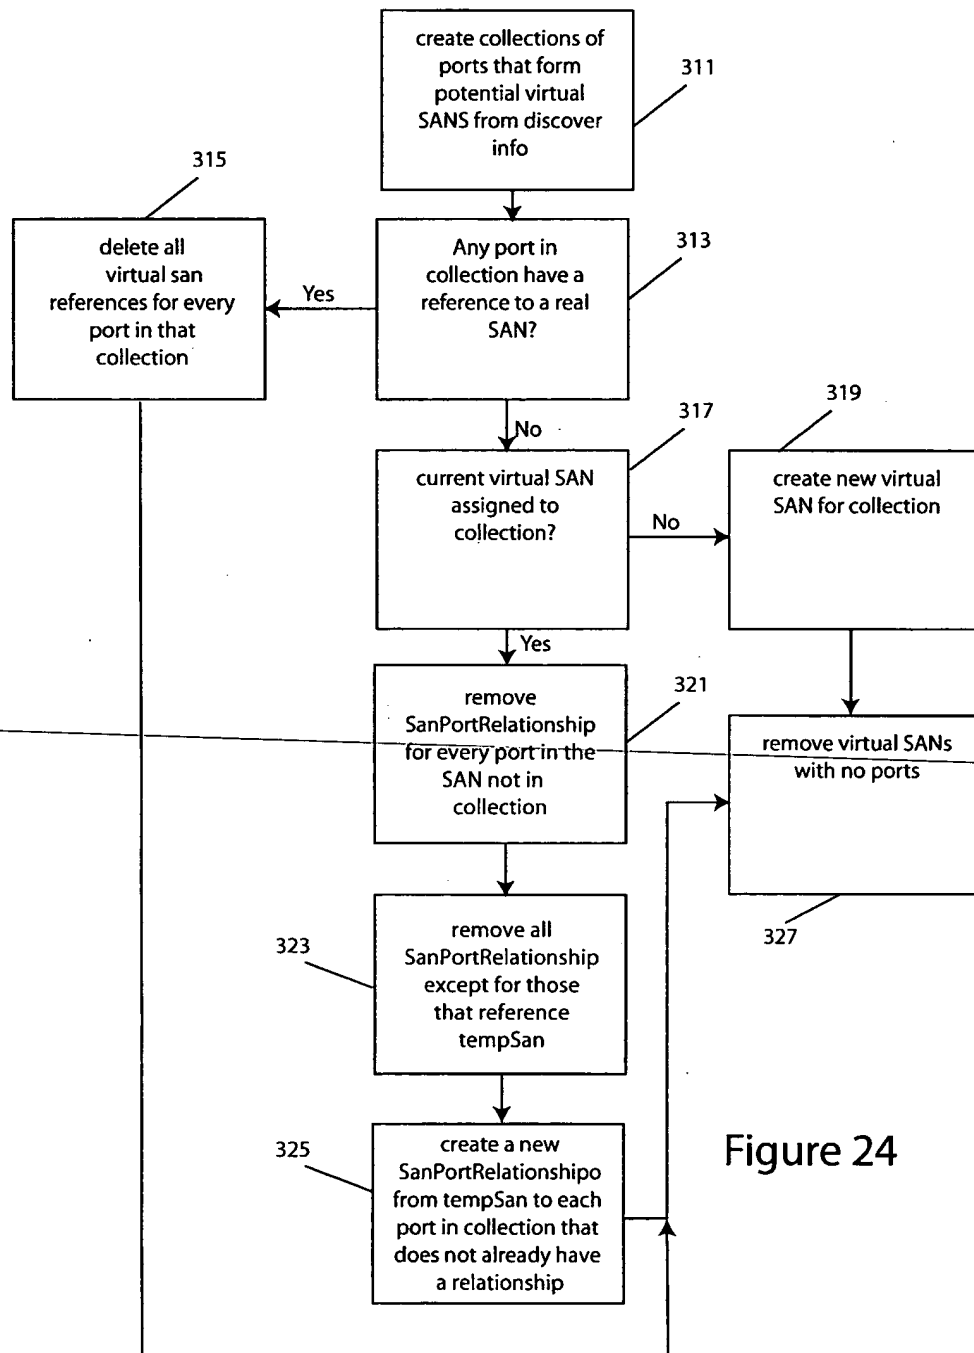 create collections of
ports that form
potential virtual
SANS from discover
info
311
315
delete all
virtual san
references for every
port in that
collection
Yes
Any port in
collection have a
reference to a real
SAN?
313
No
317
current virtual SAN
assigned to
collection?
No
319
create new virtual
SAN for collection
Yes
remove
SanPortRelationship
for every port in the
SAN not in
collection
321
remove virtual SANs
with no ports
327
323
remove all
SanPortRelationship
except for those
that reference
tempSan
325
create a new
SanPortRelationshipo
from tempSan to each
port in collection that
does not already have
a relationship
Figure 24